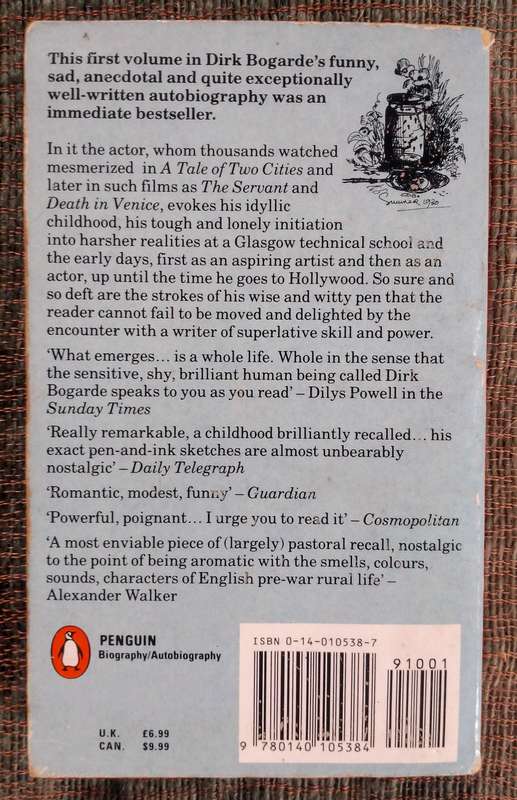 This first volume in Dirk Bogarde's funny,
sad, anecdotal and quite exceptionally
well-written autobiography was an
immediate bestseller.
In it the actor, whom thousands watched
mesmerized in A Tale of Two Cities and
later in such films as The Servant and
Death in Venice, evokes his idyllic
childhood, his tough and lonely initiation
into harsher realities at a Glasgow technical school and
the early days, first as an aspiring artist and then as an
actor, up until the time he goes to Hollywood. So sure and
so deft are the strokes of his wise and witty pen that the
reader cannot fail to be moved and delighted by the
encounter with a writer of superlative skill and power.
'What emerges... is a whole life. Whole in the sense that
the sensitive, shy, brilliant human being called Dirk
Bogarde speaks to you as you read' – Dilys Powell in the
Sunday Times
'Really remarkable, a childhood brilliantly recalled... his
exact pen-and-ink sketches are almost unbearably
nostalgic' – Daily Telegraph
'Romantic, modest, funny' – Guardian
'Powerful, poignant... I urge you to read it' – Cosmopolitan
'A most enviable piece of (largely) pastoral recall, nostalgic
to the point of being aromatic with the smells, colours,
sounds, characters of English pre-war rural life' –
Alexander Walker
PENGUIN
Biography/Autobiography
U.K. £6.99
CAN. $9.99
ISBN 0-14-010538-7
91001
9 780140 105384